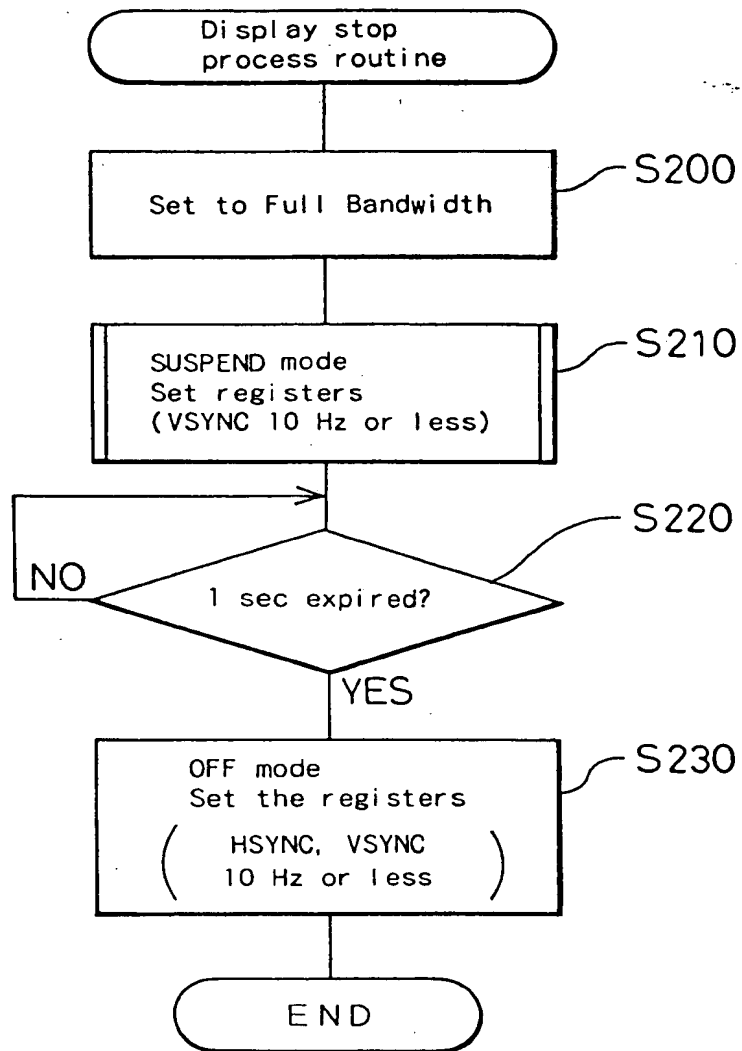 Display stop
process routine
S200
Set to Full Bandwidth
S210
SUSPEND mode
Set registers
(VSYNC 10 Hz or less)
S220
NO
1 sec expired?
YES
S230
OFF mode
Set the registers
( HSYNC, VSYNC
10 Hz or less )
END